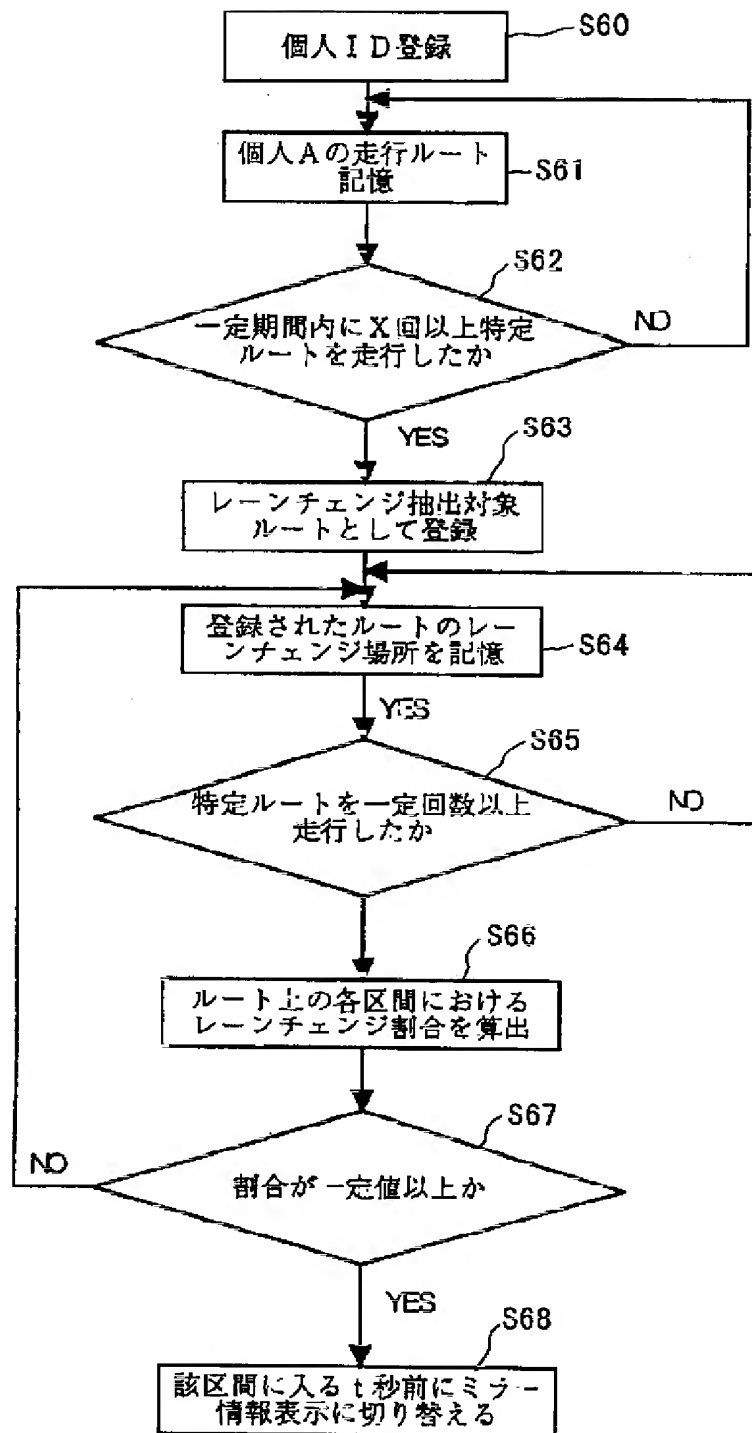 個人ＩＤ登録
S60
個人Ａの走行ルート
記憶
S61
S62
一定期間内にＸ回以上特定
ルートを走行したか
NO
YES
S63
レーンチェンジ抽出対象
ルートとして登録
登録されたルートのレー
ンチェンジ場所を記憶
S64
YES
S65
特定ルートを一定回数以上
走行したか
NO
S66
ルート上の各区間における
レーンチェンジ割合を算出
S67
NO
割合が一定値以上か
YES
S68
該区間に入るｔ秒前にミラー
情報表示に切り替える